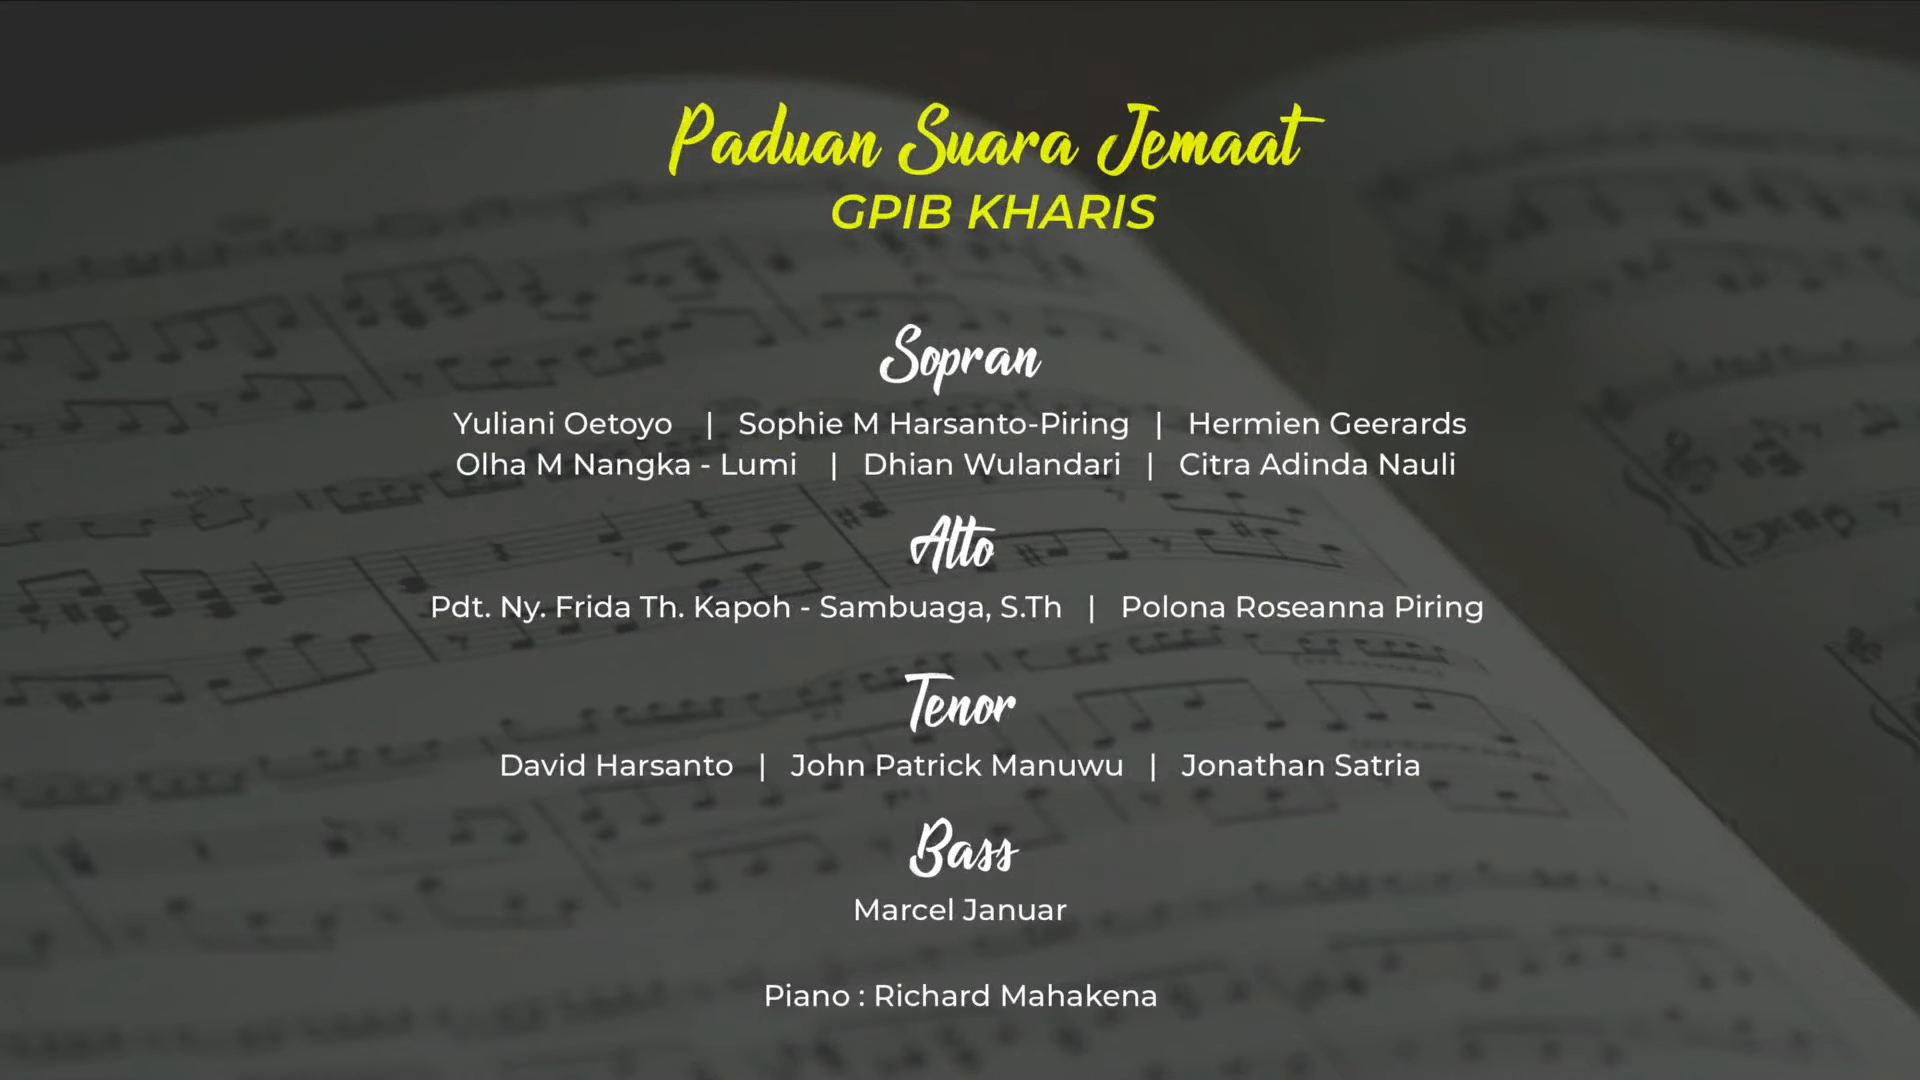 Paduan Suara Jemaat
GPIB KHARIS
Sopran
Yuliani Oetoyo | Sophie M Harsanto-Piring | Hermien Geerards
Olha M Nangka - Lumi | Dhian Wulandari | Citra Adinda Nauli
Alto
Pdt. Ny. Frida Th. Kapoh - Sambuaga, S.Th | Polona Roseanna Piring
Tenor
David Harsanto | John Patrick Manuwu | Jonathan Satria
Bass
Marcel Januar
Piano : Richard Mahakena